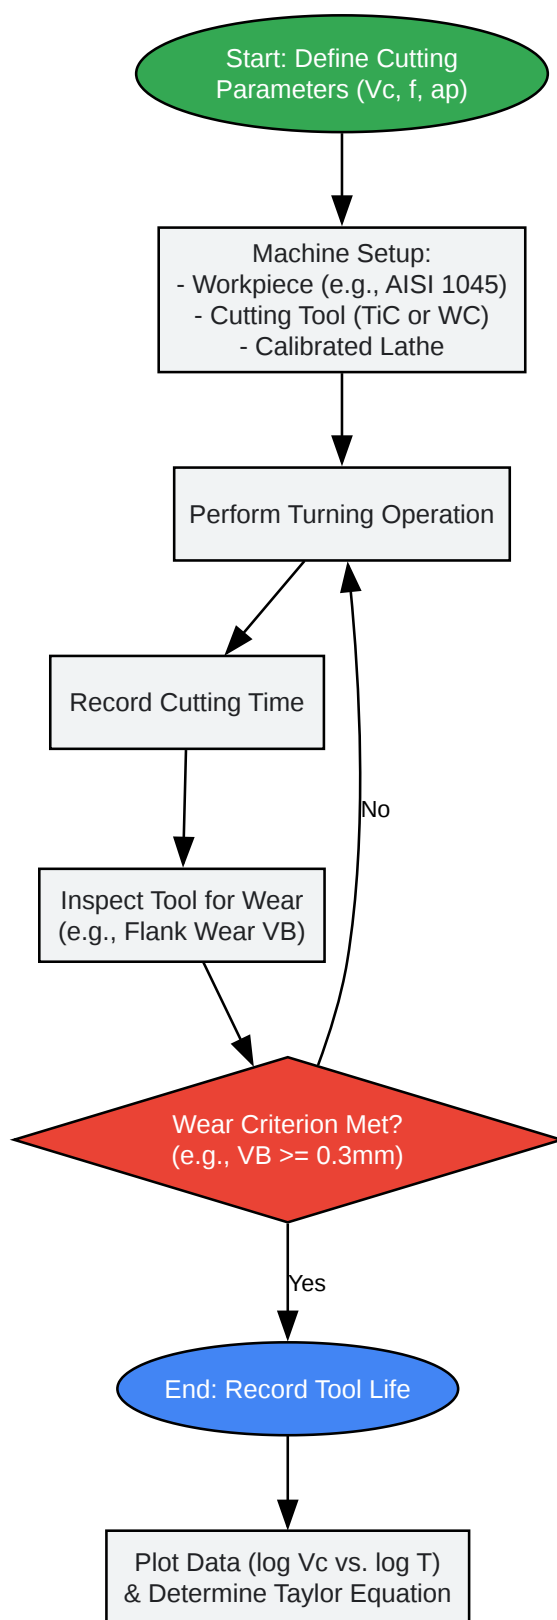 Start: Define Cutting
Parameters (Vc, f, ap)
Machine Setup:
- Workpiece (e.g., AISI 1045)
- Cutting Tool (TiC or WC)
- Calibrated Lathe
Perform Turning Operation
Record Cutting Time
No
Inspect Tool for Wear
(e.g., Flank Wear VB)
Wear Criterion Met?
(e.g., VB >= 0.3mm)
Yes
End: Record Tool Life
Plot Data (log Vc vs. log T)
& Determine Taylor Equation